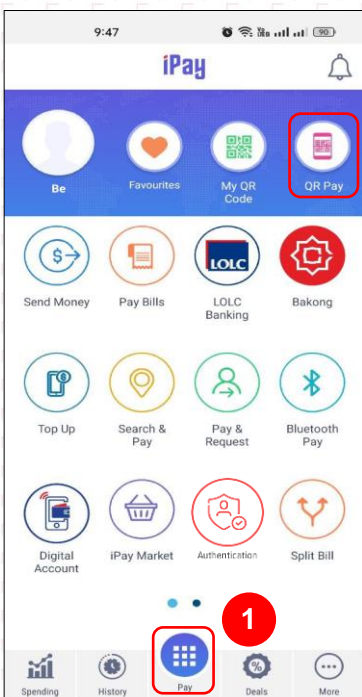 9:47
90
iPay
Be
Favourites
My QR
Code
QR Pay
Send Money
Pay Bills
LOLC
LOLC
Banking
Bakong
Top Up
Search &
Pay
Pay &
Request
Bluetooth
Pay
Digital
Account
iPay Market
Authentication
Split Bill
1
Spending
History
Pay
Deals
More